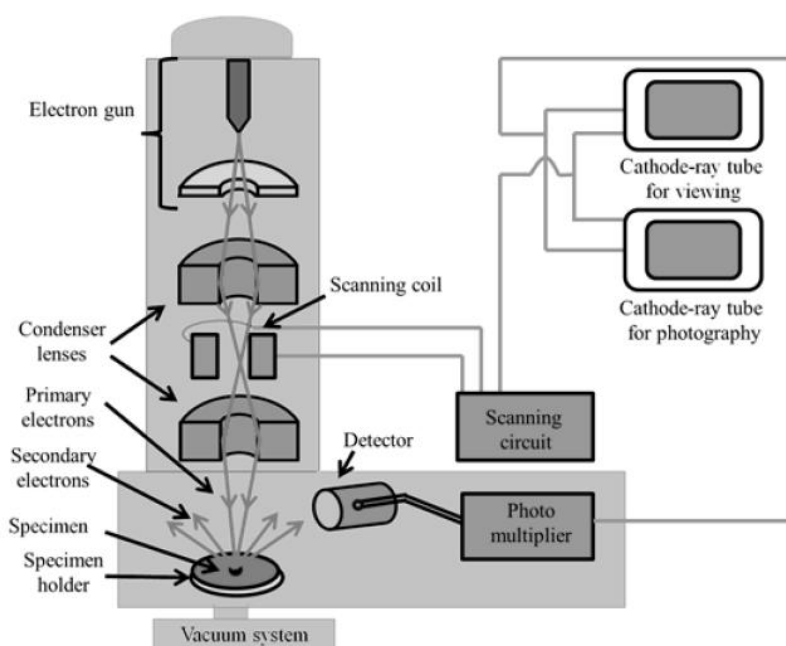 Electron gun
Cathode-ray tube
for viewing
Scanning coil
Cathode-ray tube
for photography
Condenser
lenses
Primary
electrons
Scanning
circuit
Detector
Secondary
electrons
Specimen
Photo
multiplier
Specimen
holder
Vacuum system